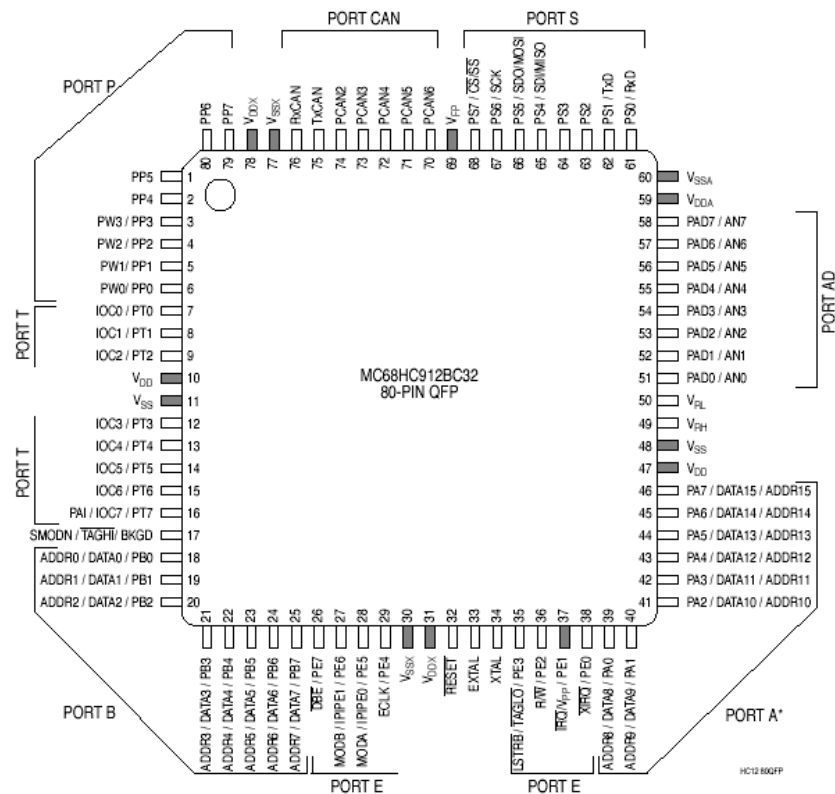 PORT CAN
PORT S
PORT P
PP6
PP7
VDDX
VSSX
RxCAN
TxCAN
PCAN2
PCAN3
PCAN4
PCAN5
PCAN6
VFP
PS7 / CS/SS
PS6 / SCK
PS5 / SDO/MOSI
PS4 / SDI/MISO
PS3
PS2
PS1 / TxD
PS0 / RxD
80 79 78 77 76 75 74 73 72 71 70 69 68 67 66 65 64 63 62 61
PP5 1
PP4 2
PW3 / PP3 3
PW2 / PP2 4
PW1/ PP1 5
PW0/ PP0 6
PORT T
IOC0 / PT0 7
IOC1 / PT1 8
IOC2 / PT2 9
VDD 10
VSS 11
PORT T
IOC3 / PT3 12
IOC4 / PT4 13
IOC5 / PT5 14
IOC6 / PT6 15
PAI / IOC7 / PT7 16
SMODN / TAGHI/ BKGD 17
ADDR0 / DATA0 / PB0 18
ADDR1 / DATA1 / PB1 19
ADDR2 / DATA2 / PB2 20
MC68HC912BC32
80-PIN QFP
60 VSSA
59 VDDA
58 PAD7 / AN7
57 PAD6 / AN6
56 PAD5 / AN5
55 PAD4 / AN4
54 PAD3 / AN3
53 PAD2 / AN2
52 PAD1 / AN1
51 PAD0 / AN0
PORT AD
50 VRL
49 VRH
48 VSS
47 VDD
46 PA7 / DATA15 / ADDR15
45 PA6 / DATA14 / ADDR14
44 PA5 / DATA13 / ADDR13
43 PA4 / DATA12 / ADDR12
42 PA3 / DATA11 / ADDR11
41 PA2 / DATA10 / ADDR10
21 22 23 24 25 26 27 28 29 30 31 32 33 34 35 36 37 38 39 40
ADDR3 / DATA3 / PB3
ADDR4 / DATA4 / PB4
ADDR5 / DATA5 / PB5
ADDR6 / DATA6 / PB6
ADDR7 / DATA7 / PB7
DBE / PE7
MODB / IPIPE1 / PE6
MODA / IPIPE0 / PE5
ECLK / PE4
VSSX
VDDX
RESET
EXTAL
XTAL
LSTRB / TAGLO / PE3
R/W / PE2
IRQ/VPP / PE1
XIRQ / PE0
ADDR8 / DATA8 / PA0
ADDR9 / DATA9 / PA1
PORT B
PORT E
PORT E
PORT A*
HC12 80QFP